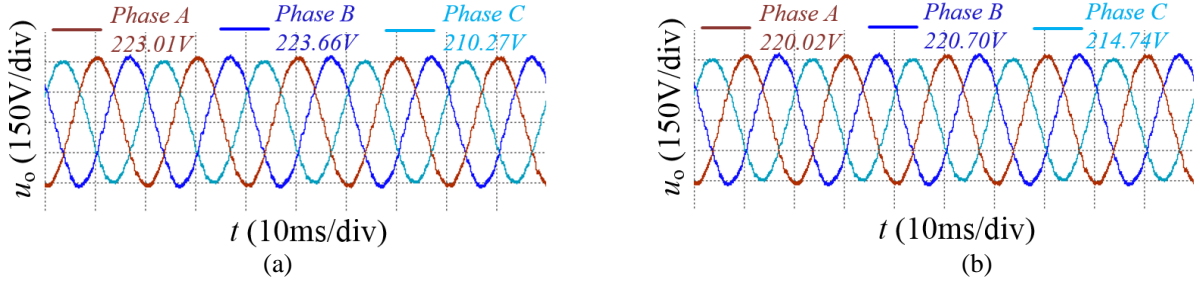 Phase A Phase B Phase C
223.01V 223.66V 210.27V
uo (150V/div)
t (10ms/div)
(a)
Phase A Phase B Phase C
220.02V 220.70V 214.74V
uo (150V/div)
t (10ms/div)
(b)